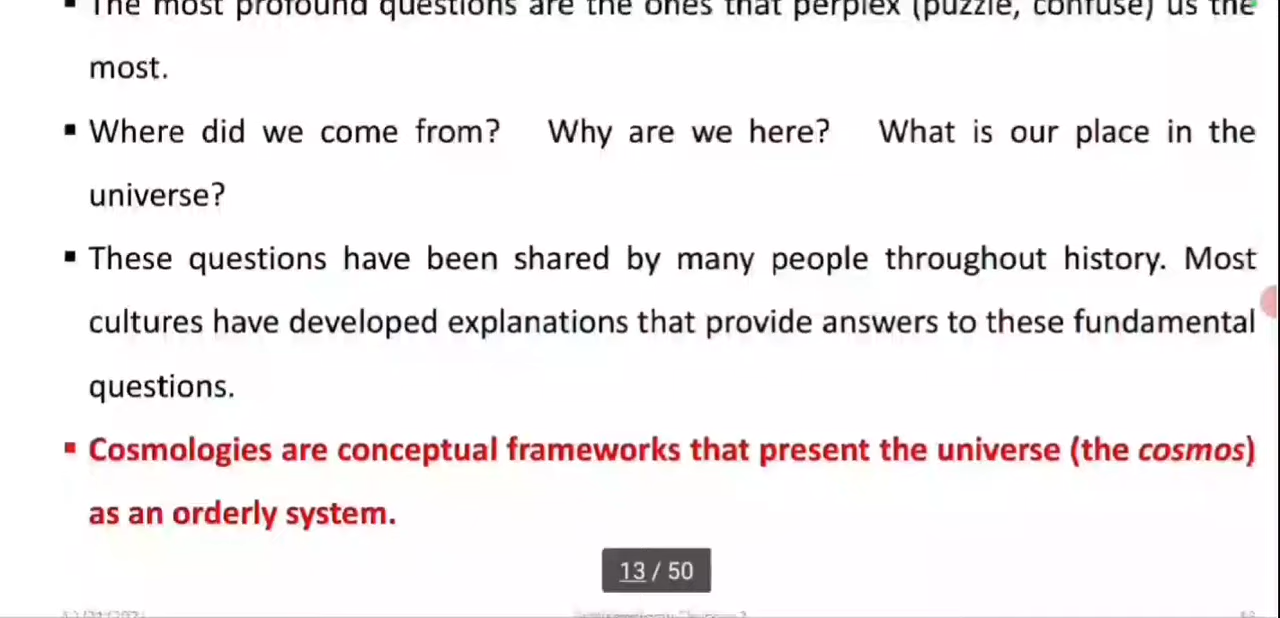 ▪ The most profound questions are the ones that perplex (puzzle, confuse) us the
most.
▪ Where did we come from? Why are we here? What is our place in the
universe?
▪ These questions have been shared by many people throughout history. Most
cultures have developed explanations that provide answers to these fundamental
questions.
▪ Cosmologies are conceptual frameworks that present the universe (the cosmos)
as an orderly system.
13 / 50